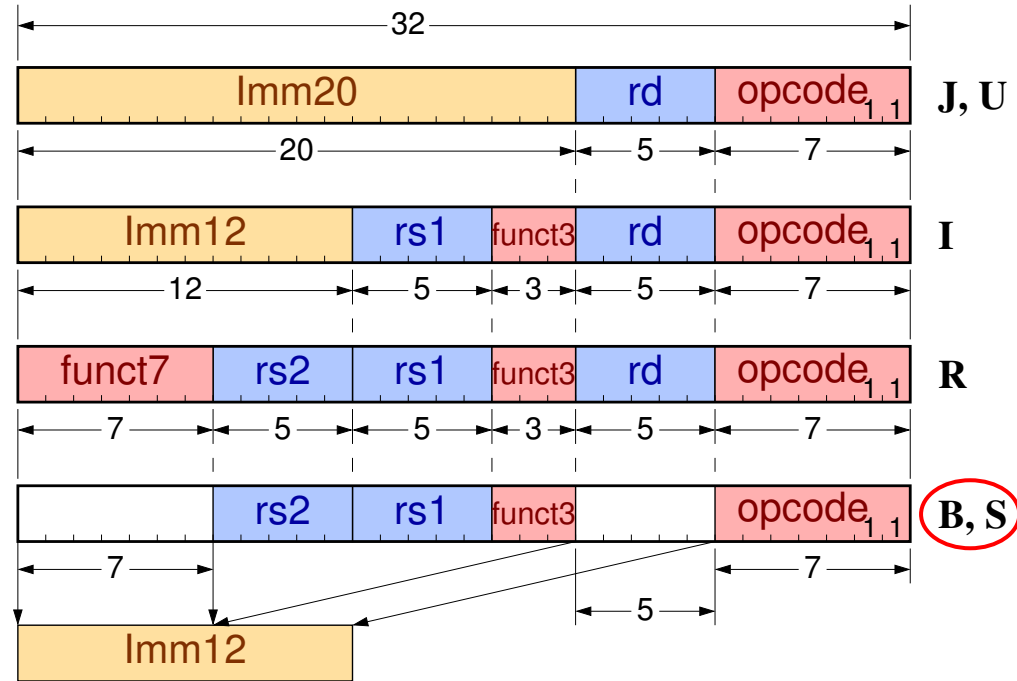 32
Imm20 rd opcode 1 1 J, U
20 5 7
Imm12 rs1 funct3 rd opcode 1 1 I
12 5 3 5 7
funct7 rs2 rs1 funct3 rd opcode 1 1 R
7 5 5 3 5 7
rs2 rs1 funct3 opcode 1 1 B, S
7 7
5
Imm12